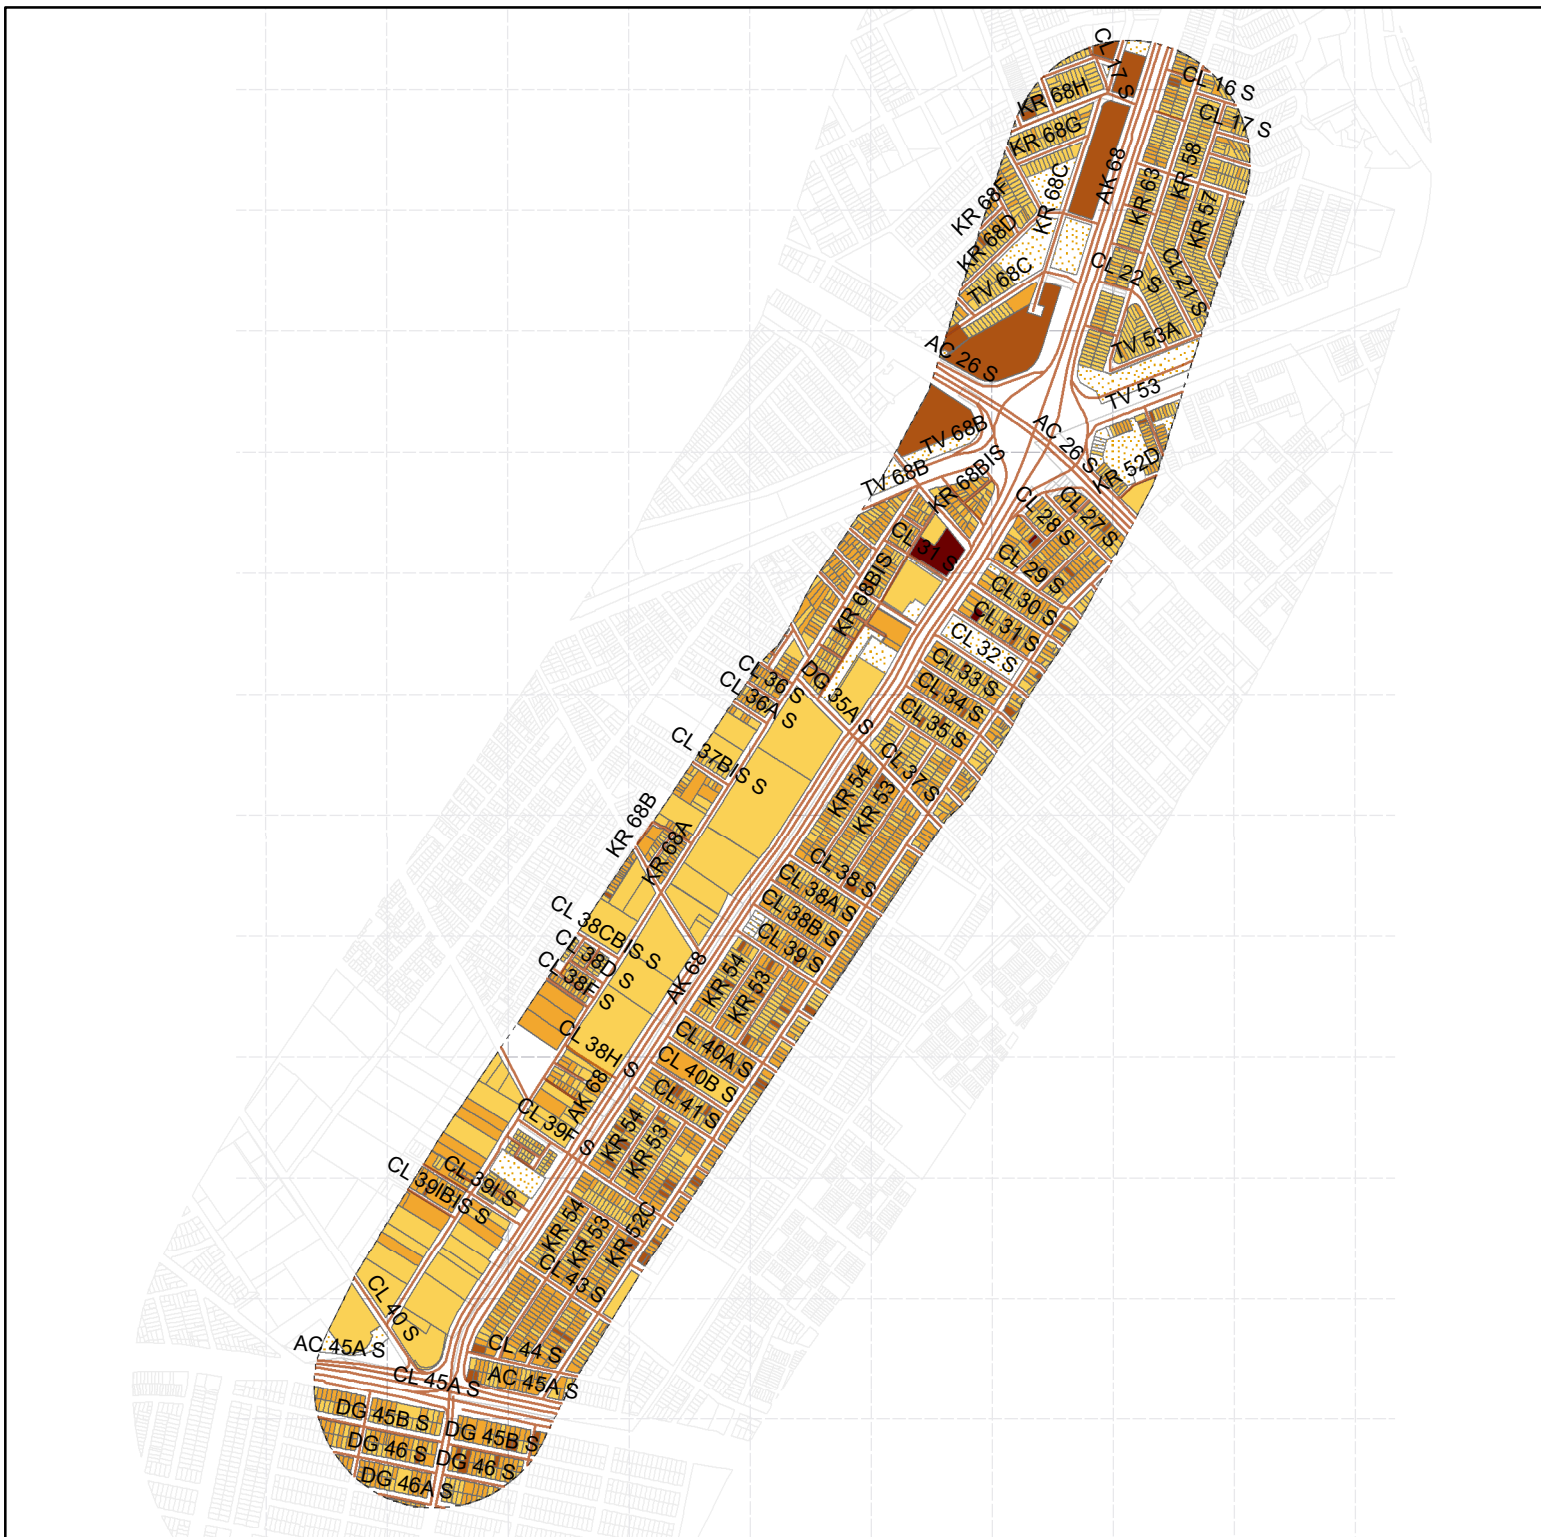 CL 17 S
CL 16 S
KR 68H
CL 17 S
KR 68G
KR 68C
AK 68
KR 63
KR 58
KR 57
KR 68F
KR 68D
TV 68C
CL 22 S
CL 21 S
TV 53A
AC 26 S
TV 53
TV 68B
AC 26 S
TV 68B
KR 68BIS
KR 52D
CL 28 S
CL 27 S
CL 31 S
CL 29 S
KR 68BIS
CL 30 S
CL 31 S
CL 32 S
CL 36 S
CL 33 S
CL 36A S
DG 35A S
CL 34 S
CL 35 S
CL 37BIS S
CL 37 S
KR 54
KR 53
KR 68B
KR 68A
CL 38 S
CL 38A S
CL 38B S
CL 38CBIS S
CL 39 S
CL 38D S
CL 38F S
AK 68
KR 54
KR 53
CL 38H S
CL 40A S
CL 40B S
AK 68
CL 41 S
CL 39F S
KR 54
KR 53
CL 39I S
CL 39IBIS S
KR 54
KR 53
KR 52C
CL 43 S
CL 40 S
AC 45A S
CL 44 S
CL 45A S
AC 45A S
DG 45B S
DG 45B S
DG 46 S
DG 46 S
DG 46A S